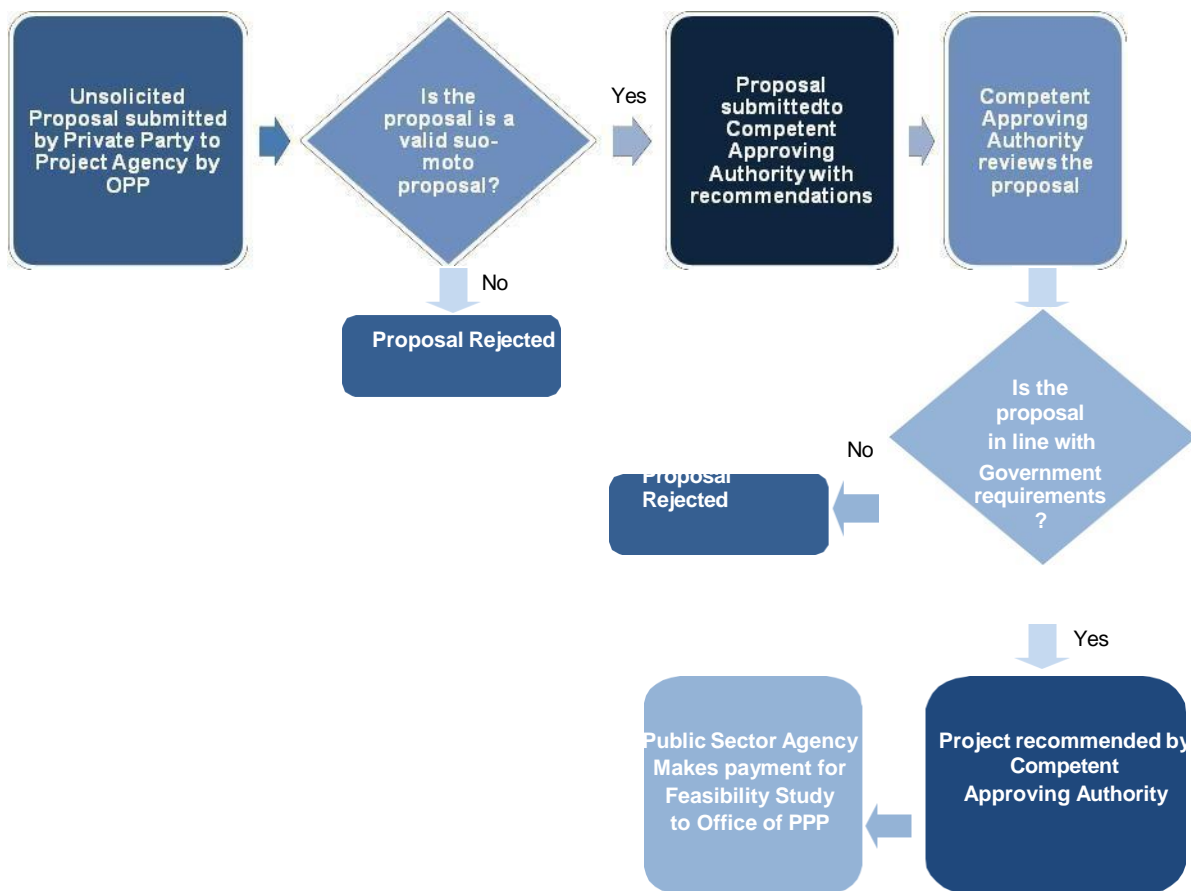 Unsolicited
Proposal submitted
by Private Party to
Project Agency by
OPP
Is the
proposal is a
valid suo-
moto
proposal?
Yes
Proposal
submittedto
Competent
Approving
Authority with
recommendations
Competent
Approving
Authority
reviews the
proposal
No
Proposal Rejected
Is the
proposal
in line with
Government
requirements
?
No
Proposal
Rejected
Yes
Project recommended by
Competent
Approving Authority
Public Sector Agency
Makes payment for
Feasibility Study
to Office of PPP